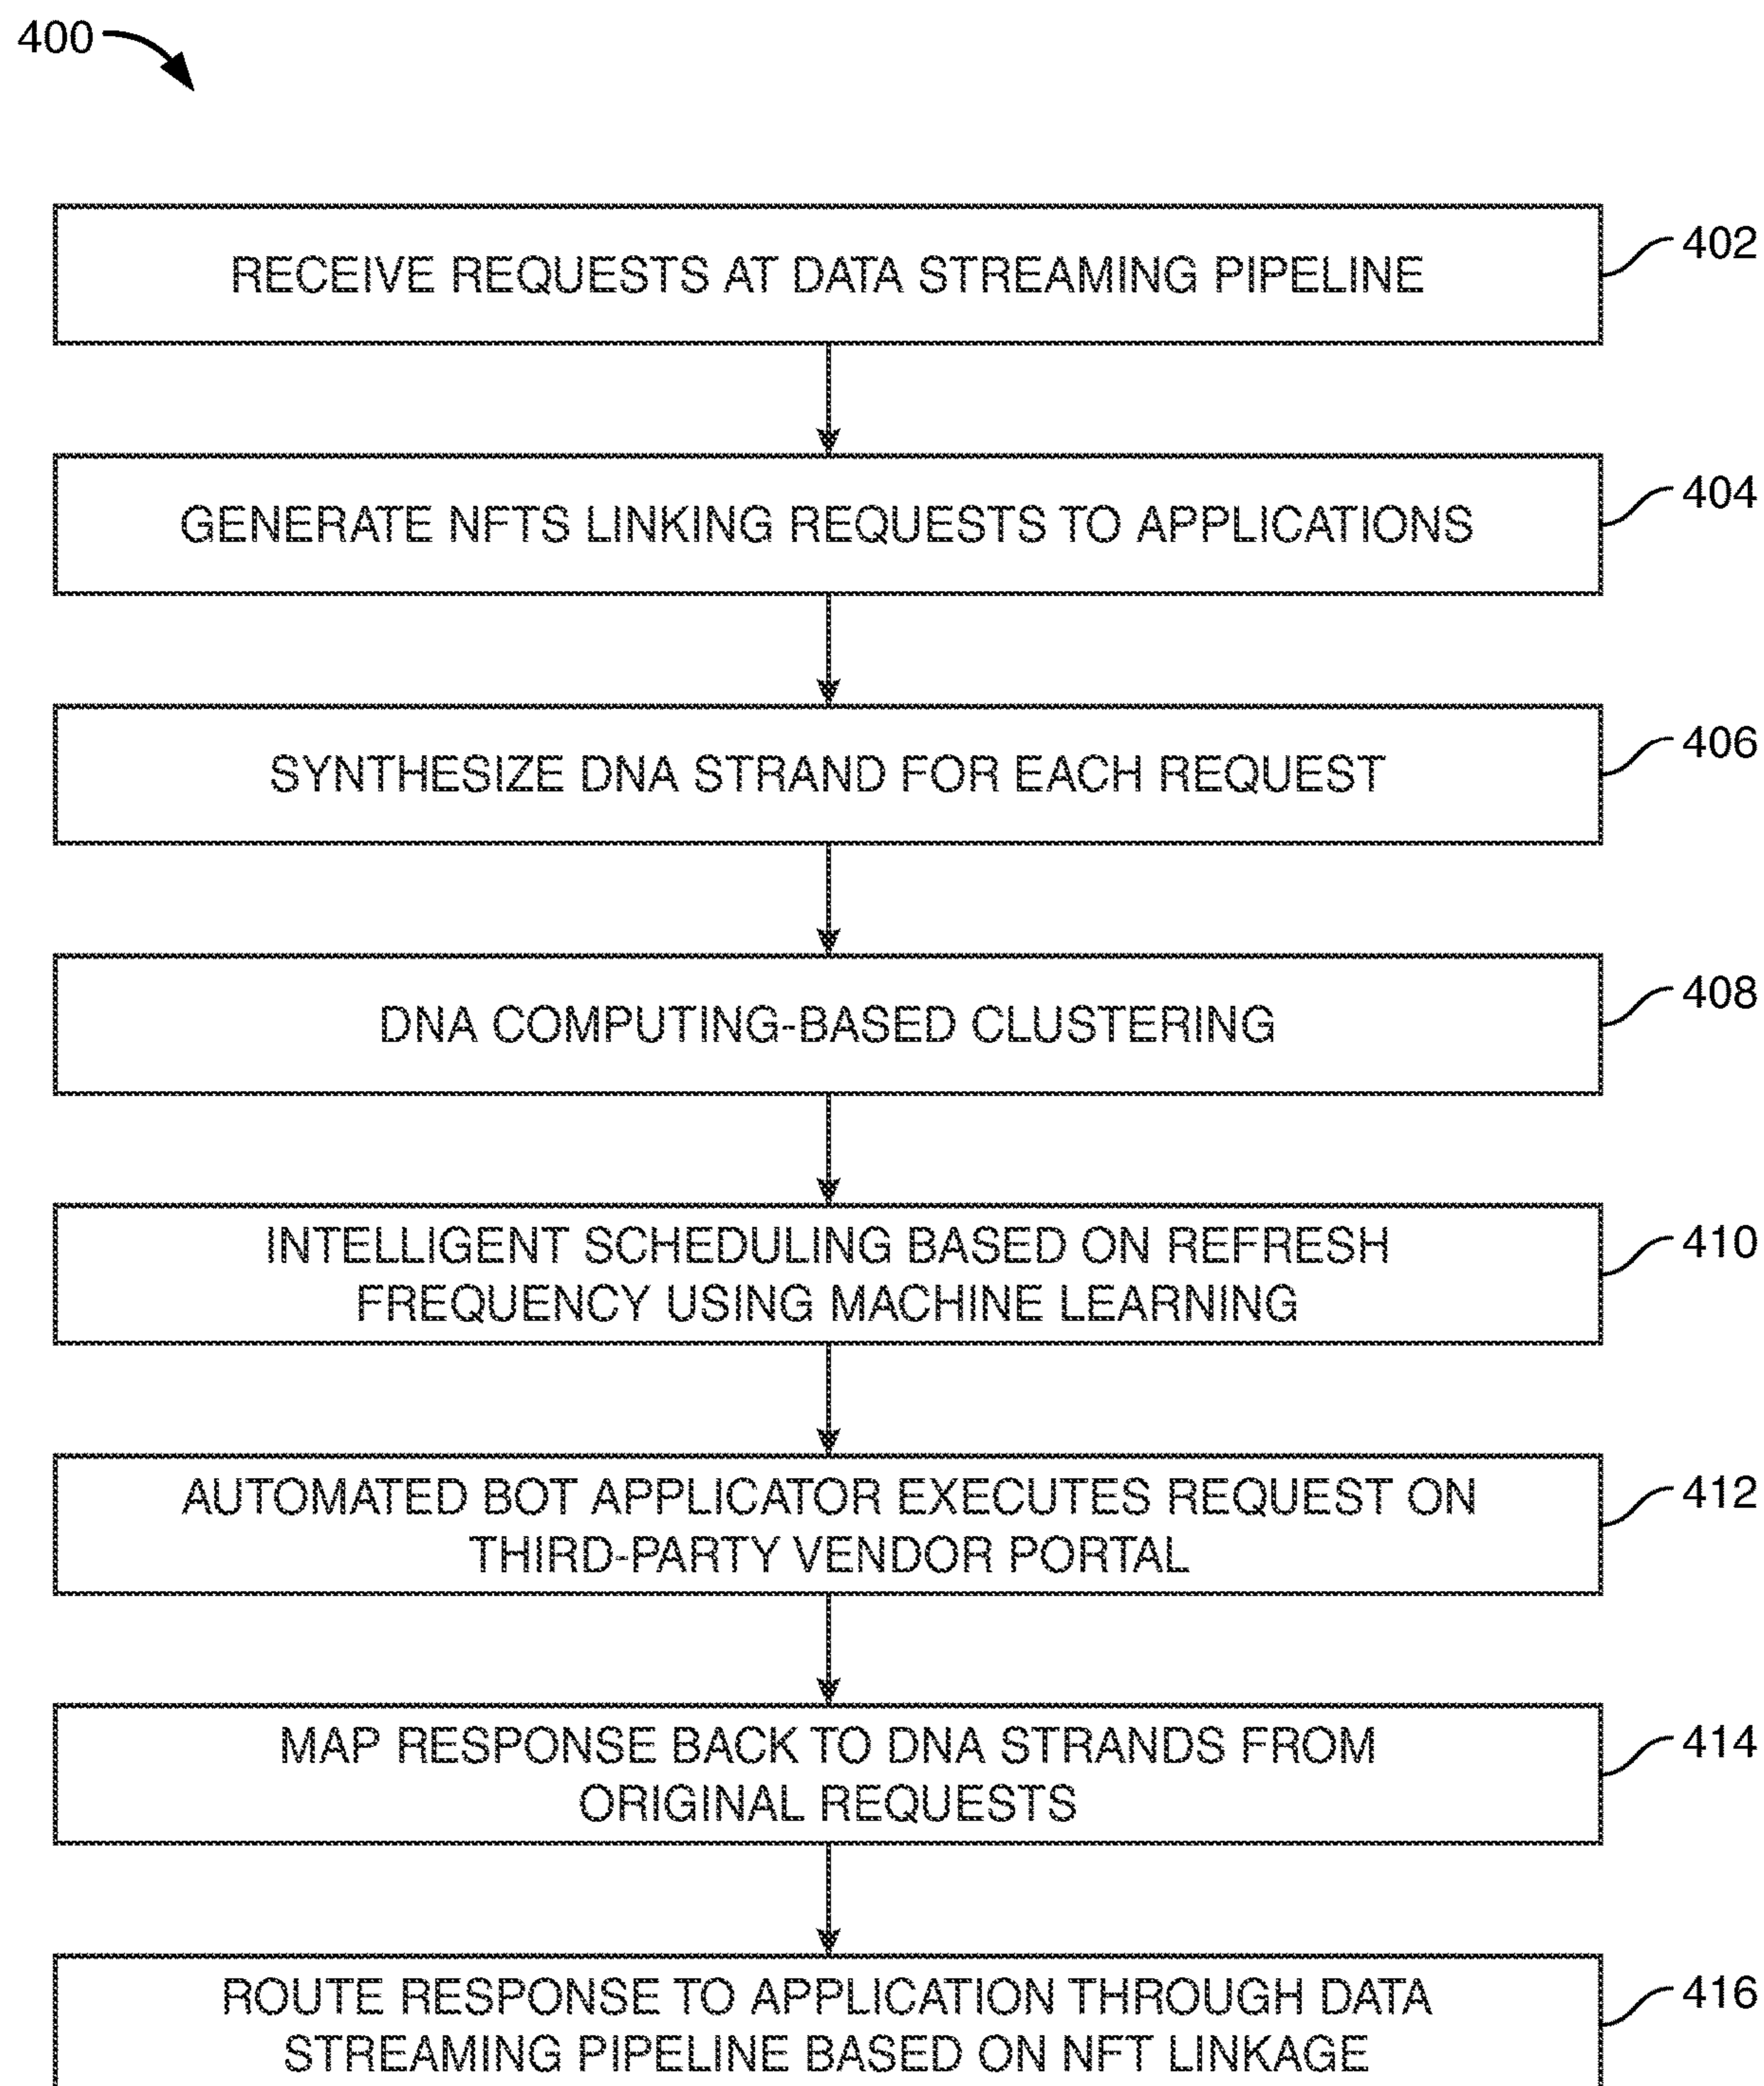 400
RECEIVE REQUESTS AT DATA STREAMING PIPELINE
402
GENERATE NFTS LINKING REQUESTS TO APPLICATIONS
404
SYNTHESIZE DNA STRAND FOR EACH REQUEST
406
DNA COMPUTING-BASED CLUSTERING
408
INTELLIGENT SCHEDULING BASED ON REFRESH
FREQUENCY USING MACHINE LEARNING
410
AUTOMATED BOT APPLICATOR EXECUTES REQUEST ON
THIRD-PARTY VENDOR PORTAL
412
MAP RESPONSE BACK TO DNA STRANDS FROM
ORIGINAL REQUESTS
414
ROUTE RESPONSE TO APPLICATION THROUGH DATA
STREAMING PIPELINE BASED ON NFT LINKAGE
416